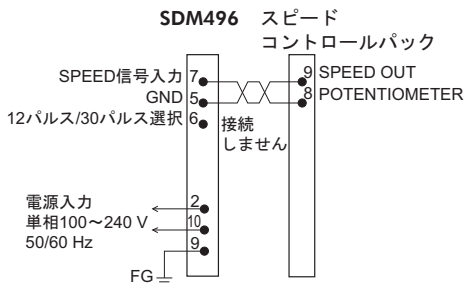 SDM496 スピード
コントロールパック
SPEED信号入力 7
GND 5
12パルス/30パルス選択 6
接続
しません
9 SPEED OUT
8 POTENTIOMETER
電源入力
単相100～240 V
50/60 Hz
2
10
9
FG